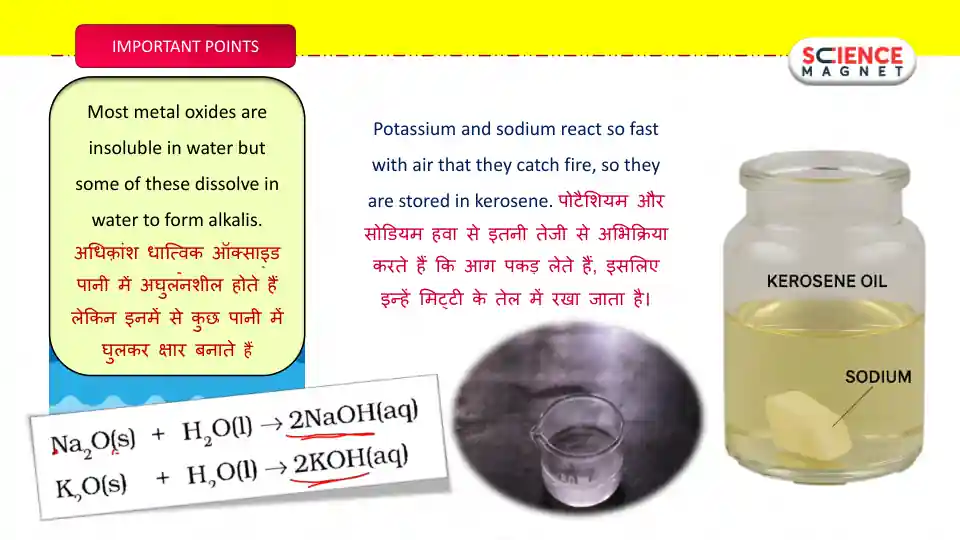 IMPORTANT POINTS
SCIENCE
MAGNET
Most metal oxides are
insoluble in water but
some of these dissolve in
water to form alkalis.
अधिकांश धात्विक ऑक्साइड
पानी में अघुलनशील होते हैं
लेकिन इनमें से कुछ पानी में
घुलकर क्षार बनाते हैं
Potassium and sodium react so fast
with air that they catch fire, so they
are stored in kerosene. पोटैशियम और
सोडियम हवा से इतनी तेजी से अभिक्रिया
करते हैं कि आग पकड़ लेते हैं, इसलिए
इन्हें मिट्टी के तेल में रखा जाता है।
Na₂O(s) + H₂O(l) → 2NaOH(aq)
K₂O(s) + H₂O(l) → 2KOH(aq)
KEROSENE OIL
SODIUM